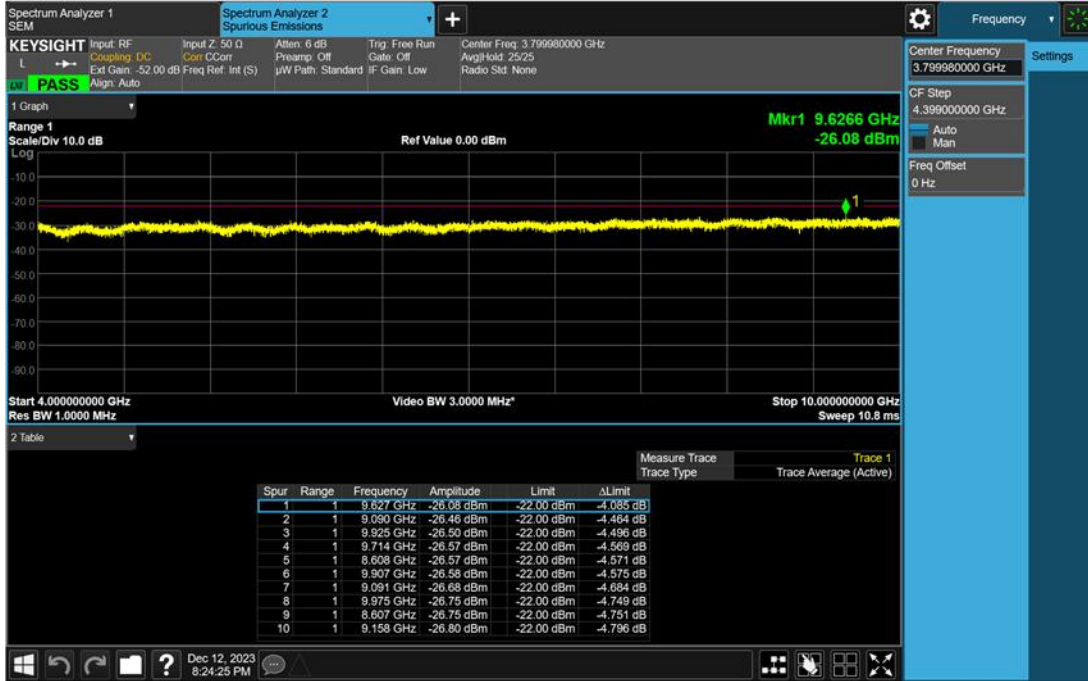 Spectrum Analyzer 1
SEM
Spectrum Analyzer 2
Spurious Emissions
Frequency
KEYSIGHT
L
LXI
PASS
Input: RF
Coupling: DC
Ext Gain: -52.00 dB
Align: Auto
Input Z: 50 Ω
Corr CCorr
Freq Ref: Int (S)
Atten: 6 dB
Preamp: Off
µW Path: Standard
Trig: Free Run
Gate: Off
IF Gain: Low
Center Freq: 3.799980000 GHz
Avg|Hold: 25/25
Radio Std: None
Center Frequency
3.799980000 GHz
Settings
CF Step
4.399000000 GHz
Auto
Man
Freq Offset
0 Hz
1 Graph
Range 1
Scale/Div 10.0 dB
Ref Value 0.00 dBm
Mkr1 9.6266 GHz
-26.08 dBm
Log
-10.0
-20.0
-30.0
-40.0
-50.0
-60.0
-70.0
-80.0
-90.0
1
Start 4.000000000 GHz
Video BW 3.0000 MHz*
Stop 10.000000000 GHz
Res BW 1.0000 MHz
Sweep 10.8 ms
2 Table
Measure Trace Trace 1
Trace Type Trace Average (Active)
Spur Range Frequency Amplitude Limit ΔLimit
1 1 9.627 GHz -26.08 dBm -22.00 dBm -4.085 dB
2 1 9.090 GHz -26.46 dBm -22.00 dBm -4.464 dB
3 1 9.925 GHz -26.50 dBm -22.00 dBm -4.496 dB
4 1 9.714 GHz -26.57 dBm -22.00 dBm -4.569 dB
5 1 8.608 GHz -26.57 dBm -22.00 dBm -4.571 dB
6 1 9.907 GHz -26.58 dBm -22.00 dBm -4.575 dB
7 1 9.091 GHz -26.68 dBm -22.00 dBm -4.684 dB
8 1 9.975 GHz -26.75 dBm -22.00 dBm -4.749 dB
9 1 8.607 GHz -26.75 dBm -22.00 dBm -4.751 dB
10 1 9.158 GHz -26.80 dBm -22.00 dBm -4.796 dB
?
Dec 12, 2023
8:24:25 PM